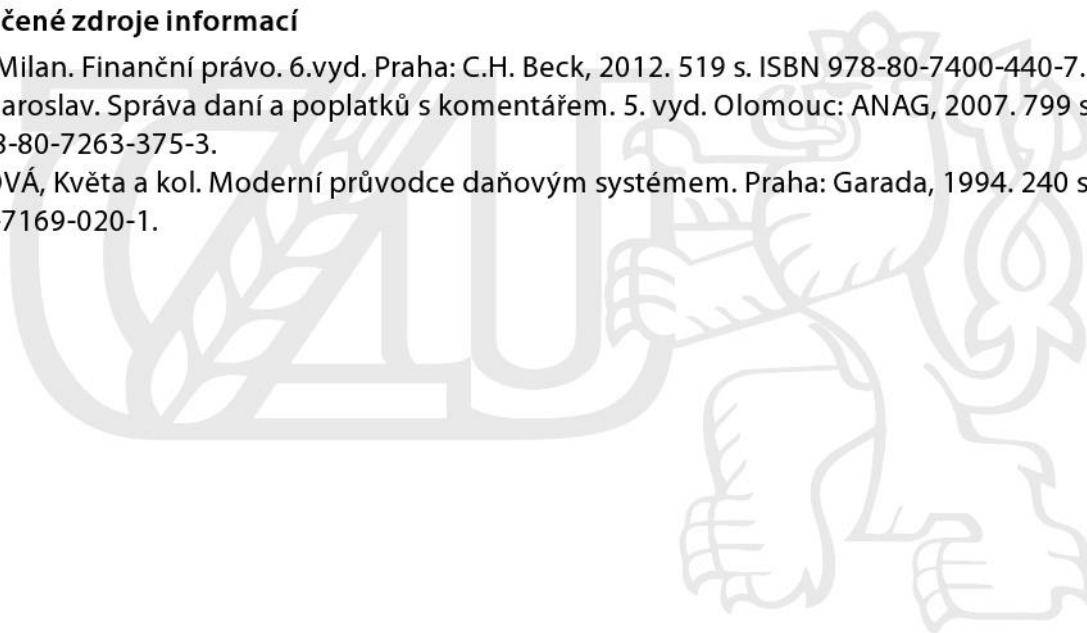 čené zdroje informací
Milan. Finanční právo. 6.vyd. Praha: C.H. Beck, 2012. 519 s. ISBN 978-80-7400-440-7.
aroslav. Správa daní a poplatků s komentářem. 5. vyd. Olomouc: ANAG, 2007. 799 s
-80-7263-375-3.
OVÁ, Květa a kol. Moderní průvodce daňovým systémem. Praha: Garada, 1994. 240 s
-7169-020-1.
ČZU